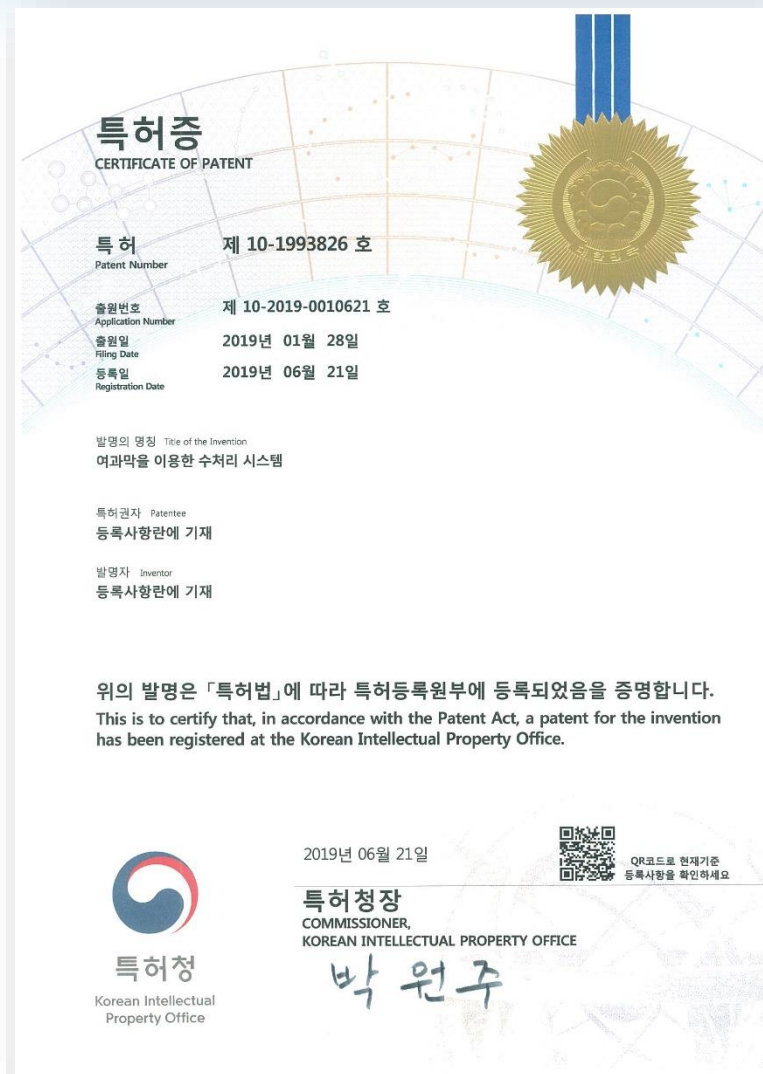 특허증
CERTIFICATE OF PATENT
특 허 제 10-1993826 호
Patent Number
출원번호 제 10-2019-0010621 호
Application Number
출원일 2019년 01월 28일
Filing Date
등록일 2019년 06월 21일
Registration Date
발명의 명칭 Title of the Invention
여과막을 이용한 수처리 시스템
특허권자 Patentee
등록사항란에 기재
발명자 Inventor
등록사항란에 기재
위의 발명은 「특허법」에 따라 특허등록원부에 등록되었음을 증명합니다.
This is to certify that, in accordance with the Patent Act, a patent for the invention
has been registered at the Korean Intellectual Property Office.
2019년 06월 21일
QR코드로 현재기준
등록사항을 확인하세요
특허청장
COMMISSIONER,
KOREAN INTELLECTUAL PROPERTY OFFICE
박원주
특허청
Korean Intellectual
Property Office
대한민국